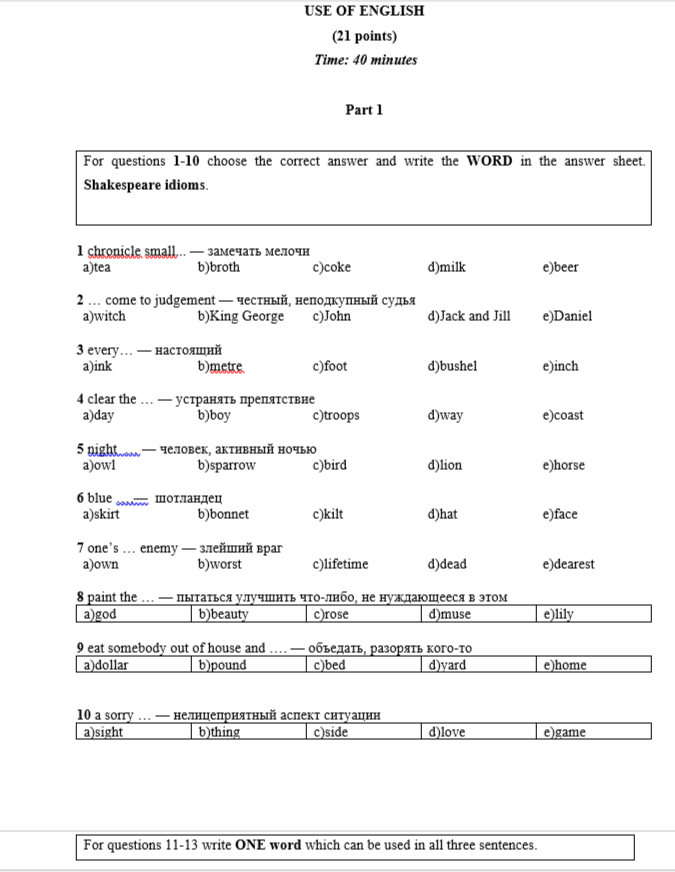 USE OF ENGLISH
(21 points)
Time: 40 minutes
Part 1
For questions 1-10 choose the correct answer and write the WORD in the answer sheet.
Shakespeare idioms.
1 chronicle small... — замечать мелочи
a)tea b)broth c)coke d)milk e)beer
2 … come to judgement — честный, неподкупный судья
a)witch b)King George c)John d)Jack and Jill e)Daniel
3 every… — настоящий
a)ink b)metre c)foot d)bushel e)inch
4 clear the … — устранять препятствие
a)day b)boy c)troops d)way e)coast
5 night….. — человек, активный ночью
a)owl b)sparrow c)bird d)lion e)horse
6 blue ….— шотландец
a)skirt b)bonnet c)kilt d)hat e)face
7 one’s … enemy — злейший враг
a)own b)worst c)lifetime d)dead e)dearest
8 paint the … — пытаться улучшить что-либо, не нуждающееся в этом
a)god b)beauty c)rose d)muse e)lily
9 eat somebody out of house and …. — объедать, разорять кого-то
a)dollar b)pound c)bed d)yard e)home
10 a sorry … — нелицеприятный аспект ситуации
a)sight b)thing c)side d)love e)game
For questions 11-13 write ONE word which can be used in all three sentences.